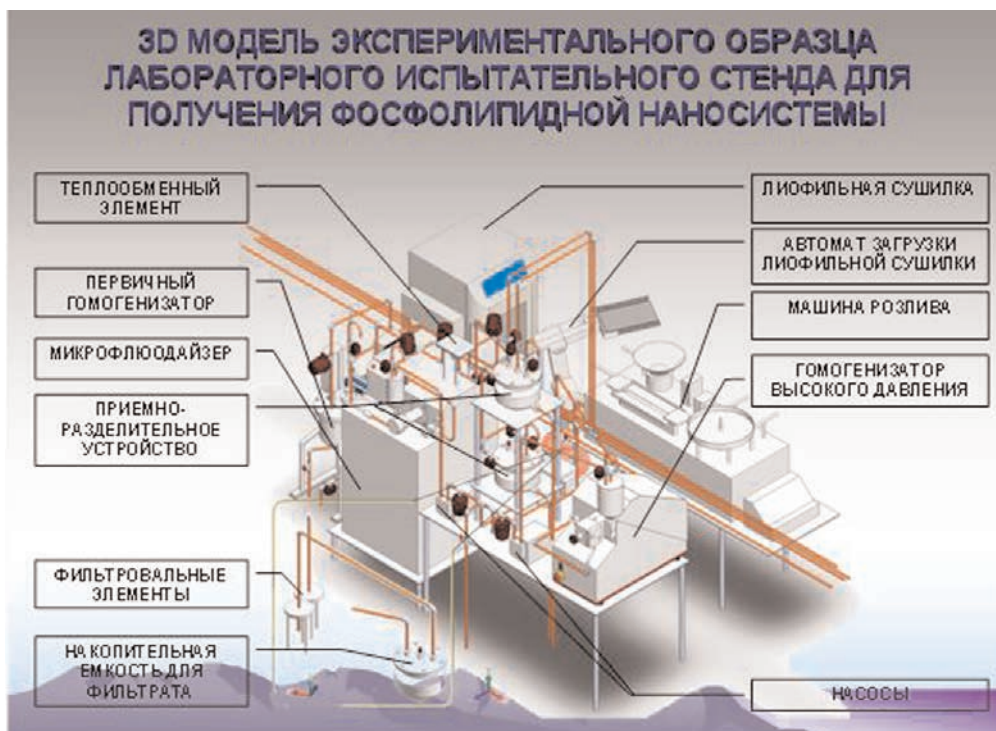 3D МОДЕЛЬ ЭКСПЕРИМЕНТАЛЬНОГО ОБРАЗЦА
ЛАБОРАТОРНОГО ИСПЫТАТЕЛЬНОГО СТЕНДА ДЛЯ
ПОЛУЧЕНИЯ ФОСФОЛИПИДНОЙ НАНОСИСТЕМЫ
ТЕПЛООБМЕННЫЙ
ЭЛЕМЕНТ
ПЕРВИЧНЫЙ
ГОМОГЕНИЗАТОР
МИКРОФЛЮОДАЙЗЕР
ПРИЕМНО-
РАЗДЕЛИТЕЛЬНОЕ
УСТРОЙСТВО
ФИЛЬТРОВАЛЬНЫЕ
ЭЛЕМЕНТЫ
НАКОПИТЕЛЬНАЯ
ЕМКОСТЬ ДЛЯ
ФИЛЬТРАТА
ЛИОФИЛЬНАЯ СУШИЛКА
АВТОМАТ ЗАГРУЗКИ
ЛИОФИЛЬНОЙ СУШИЛКИ
МАШИНА РОЗЛИВА
ГОМОГЕНИЗАТОР
ВЫСОКОГО ДАВЛЕНИЯ
НАСОСЫ